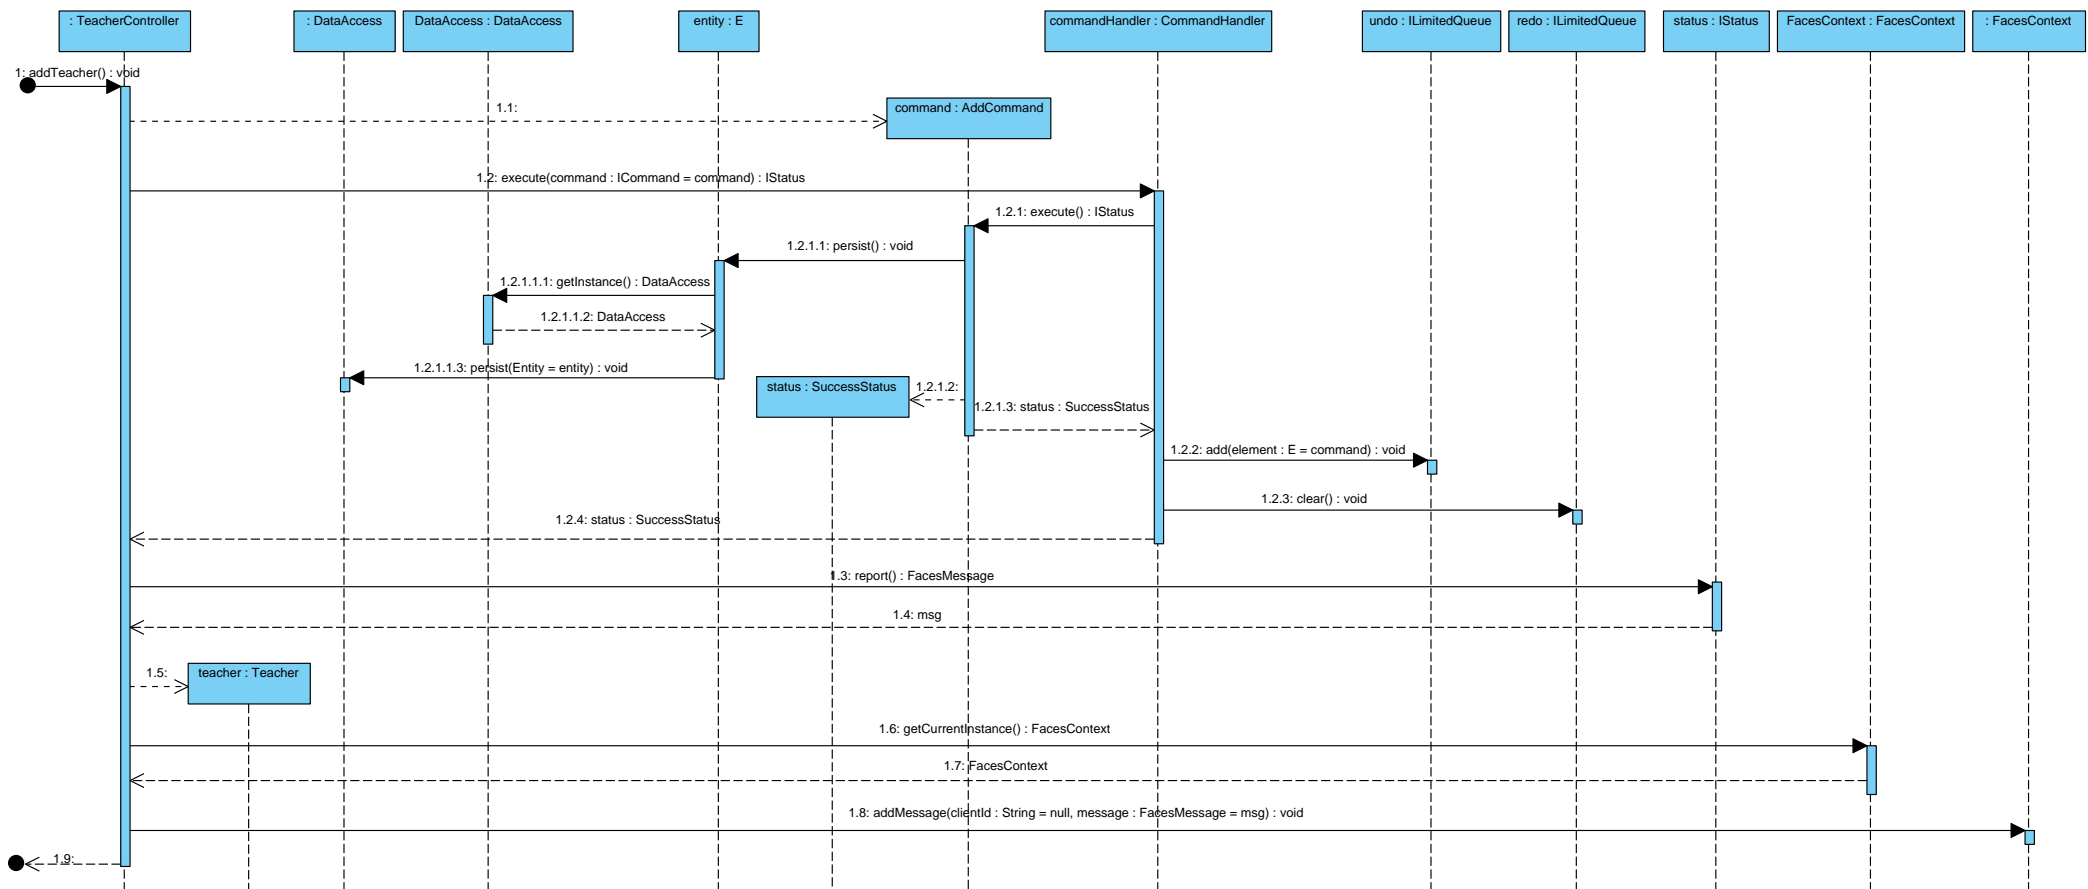 : TeacherController
: DataAccess
DataAccess : DataAccess
entity : E
commandHandler : CommandHandler
undo : ILimitedQueue
redo : ILimitedQueue
status : IStatus
FacesContext : FacesContext
: FacesContext
1: addTeacher() : void
1.1:
command : AddCommand
1.2: execute(command : ICommand = command) : IStatus
1.2.1: execute() : IStatus
1.2.1.1: persist() : void
1.2.1.1.1: getInstance() : DataAccess
1.2.1.1.2: DataAccess
1.2.1.1.3: persist(Entity = entity) : void
status : SuccessStatus
1.2.1.2:
1.2.1.3: status : SuccessStatus
1.2.2: add(element : E = command) : void
1.2.3: clear() : void
1.2.4: status : SuccessStatus
1.3: report() : FacesMessage
1.4: msg
1.5:
teacher : Teacher
1.6: getCurrentInstance() : FacesContext
1.7: FacesContext
1.8: addMessage(clientId : String = null, message : FacesMessage = msg) : void
1.9: